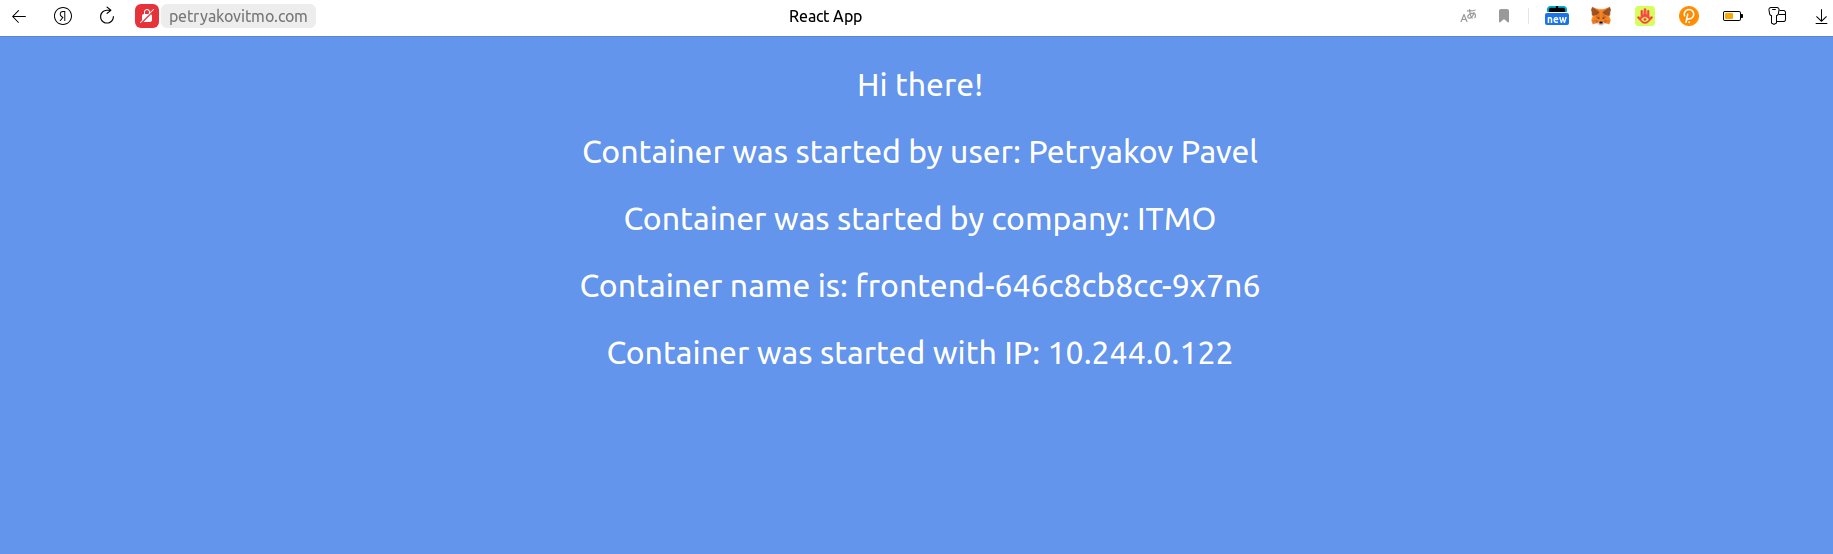 petryakovitmo.com
React App
new
Hi there!
Container was started by user: Petryakov Pavel
Container was started by company: ITMO
Container name is: frontend-646c8cb8cc-9x7n6
Container was started with IP: 10.244.0.122